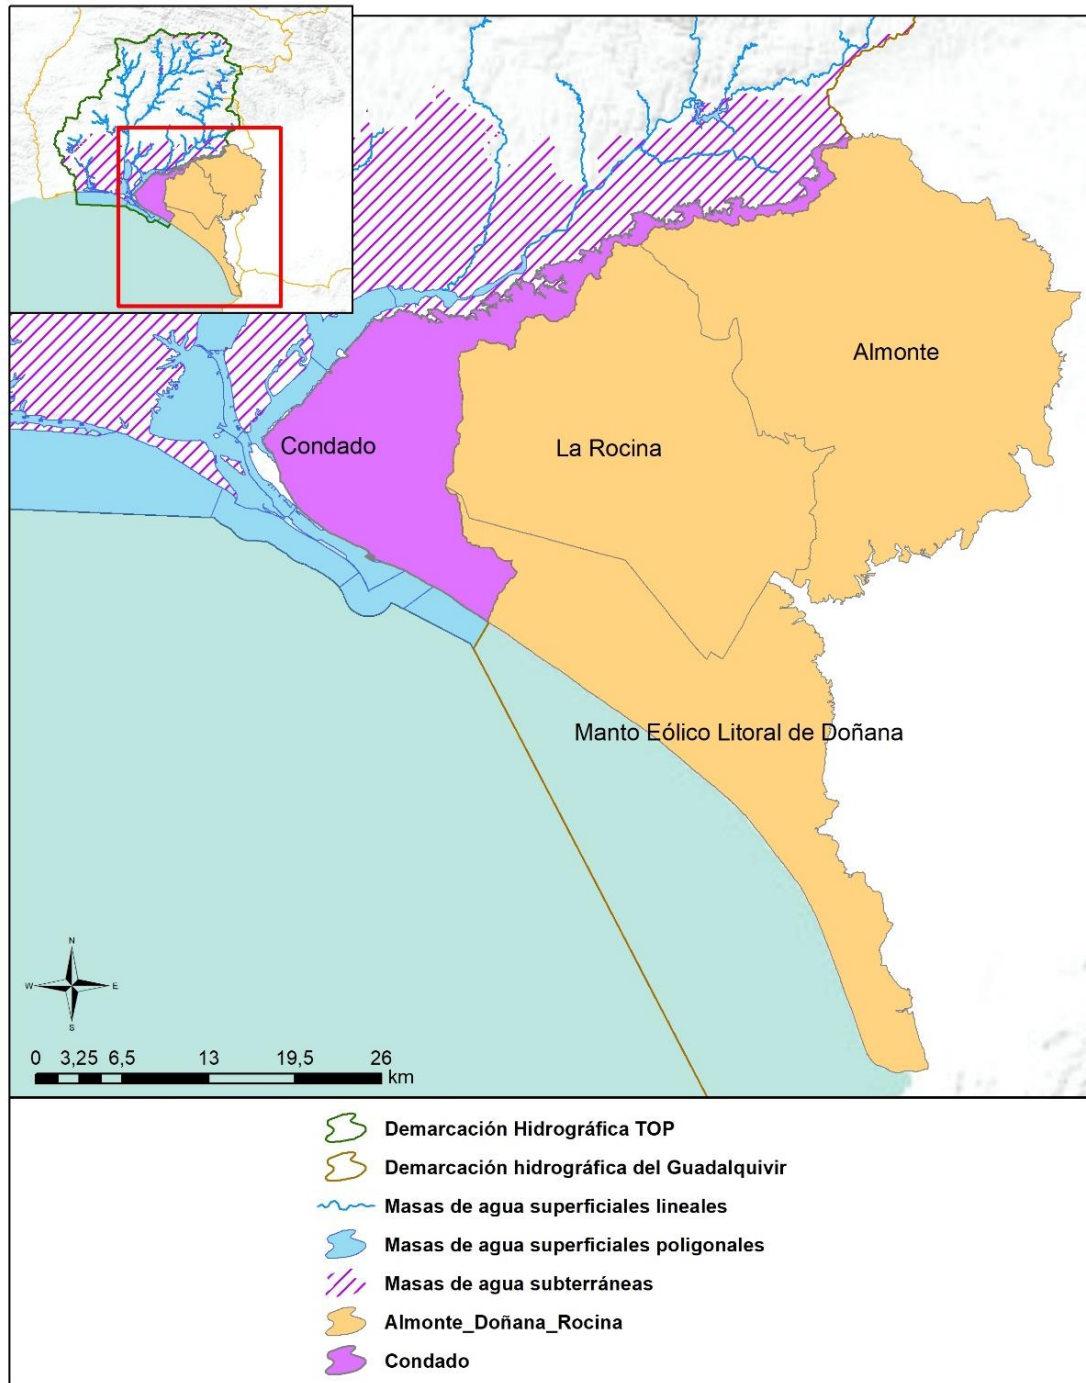 Almonte
Condado
La Rocina
Manto Eólico Litoral de Doñana
N
W E
S
0 3,25 6,5 13 19,5 26
km
Demarcación Hidrográfica TOP
Demarcación hidrográfica del Guadalquivir
Masas de agua superficiales lineales
Masas de agua superficiales poligonales
Masas de agua subterráneas
Almonte_Doñana_Rocina
Condado